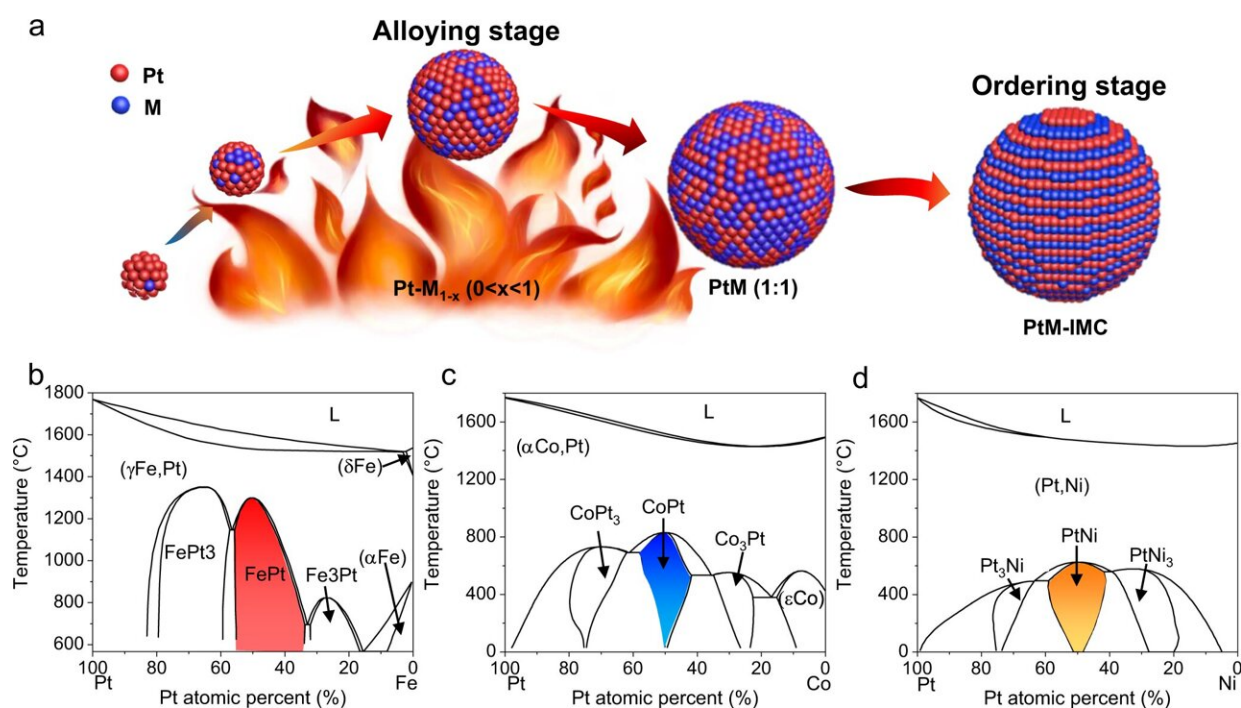 a
Alloying stage
Ordering stage
Pt
M
Pt-M1-x (0<x<1)
PtM (1:1)
PtM-IMC
b
1800
1600
1400
1200
1000
800
600
Temperature (°C)
L
(γFe,Pt)
(δFe)
FePt3
FePt
Fe3Pt
(αFe)
100 80 60 40 20 0
Pt Fe
Pt atomic percent (%)
c
1600
1200
800
400
0
Temperature (°C)
L
(αCo,Pt)
CoPt3
CoPt
Co3Pt
(εCo)
100 80 60 40 20 0
Pt Co
Pt atomic percent (%)
d
1600
1200
800
400
0
Temperature (°C)
L
(Pt,Ni)
Pt3Ni
PtNi
PtNi3
100 80 60 40 20 0
Pt Ni
Pt atomic percent (%)